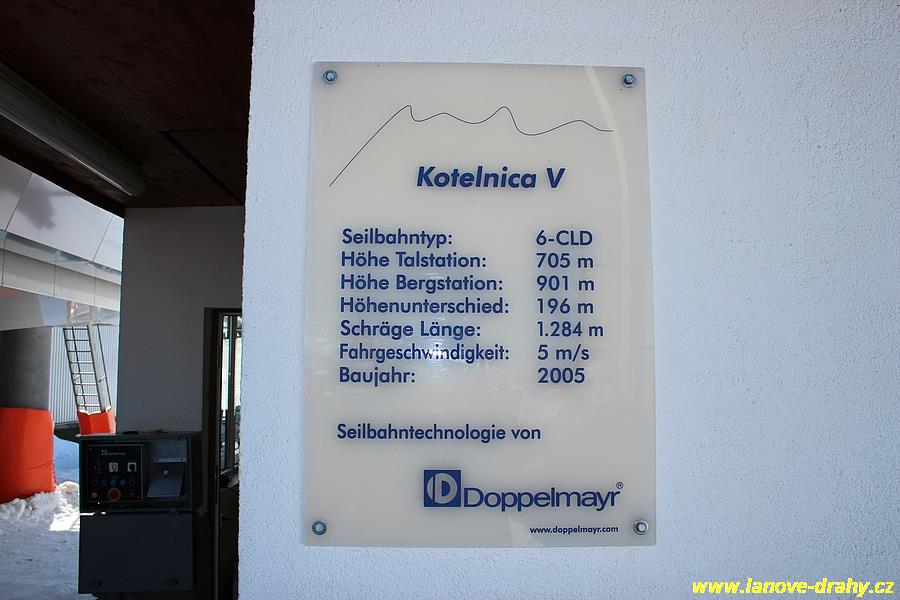 Kotelnica V
Seilbahntyp: 6-CLD
Höhe Talstation: 705 m
Höhe Bergstation: 901 m
Höhenunterschied: 196 m
Schräge Länge: 1.284 m
Fahrgeschwindigkeit: 5 m/s
Baujahr: 2005
Seilbahntechnologie von
Doppelmayr®
www.doppelmayr.com
www.lanove-drahy.cz